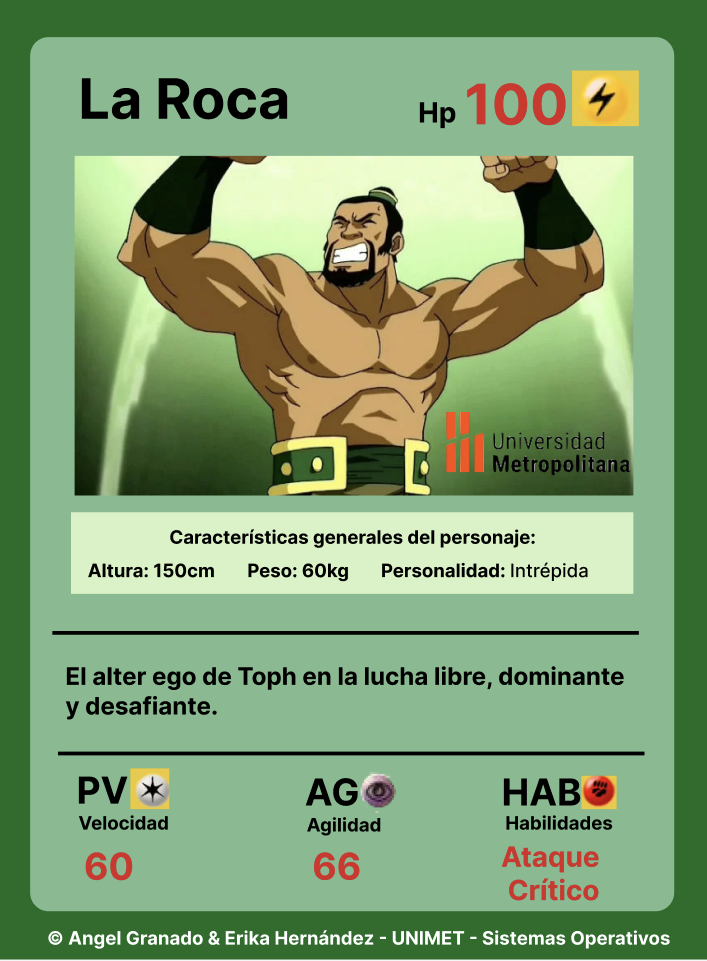 La Roca
Hp 100
Universidad
Metropolitana
Características generales del personaje:
Altura: 150cm Peso: 60kg Personalidad: Intrépida
El alter ego de Toph en la lucha libre, dominante
y desafiante.
PV AG HAB
Velocidad Agilidad Habilidades
60 66 Ataque
Crítico
© Angel Granado & Erika Hernández - UNIMET - Sistemas Operativos